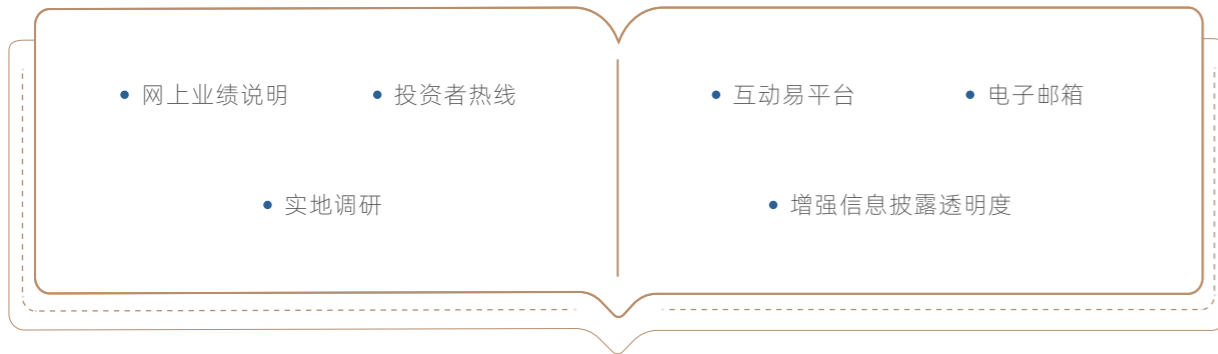 网上业绩说明
投资者热线
实地调研
互动易平台
电子邮箱
增强信息披露透明度